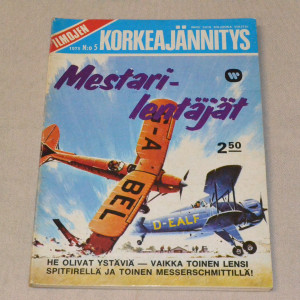 ILMOJEN
KORKEAJÄNNITYS
N:o 5
Mestari-
lentäjät
2.50
-A BEL
D-EALF
HE OLIVAT YSTÄVIÄ — VAIKKA TOINEN LENSI
SPITFIRELLÄ JA TOINEN MESSERSCHMITTILLÄ!